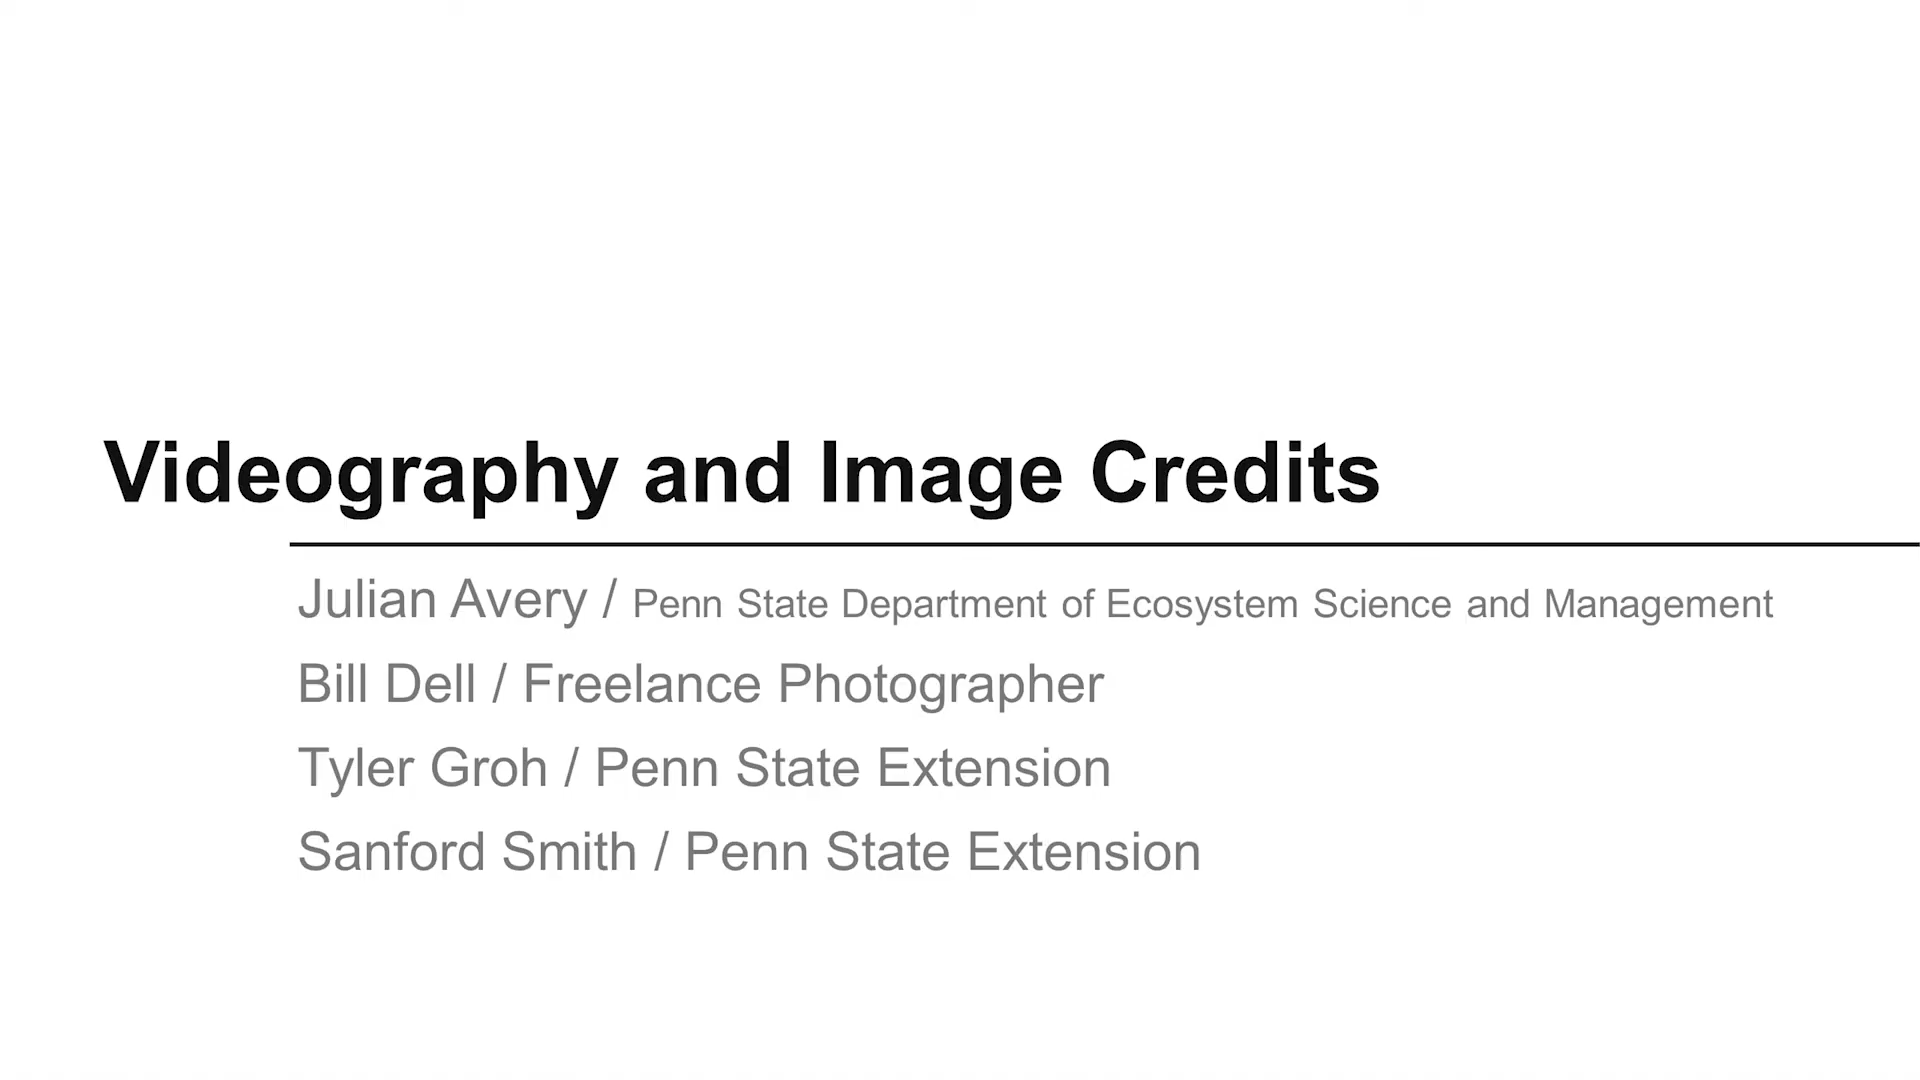 Videography and Image Credits
Julian Avery / Penn State Department of Ecosystem Science and Management
Bill Dell / Freelance Photographer
Tyler Groh / Penn State Extension
Sanford Smith / Penn State Extension